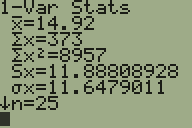 1-Var Stats
x̄=14.92
Σx=373
Σx²=8957
Sx=11.88808928
σx=11.6479011
↓n=25